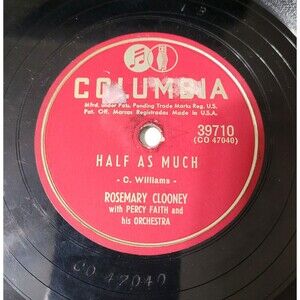 COLUMBIA
Mfrd. under Pats. Pending Trade Marks Reg. U.S.
Pat. Off. Marcas Registradas Made in U.S.A.
39710
(CO 47040)
HALF AS MUCH
- C. Williams -
ROSEMARY CLOONEY
with PERCY FAITH and
his ORCHESTRA
CO 47040